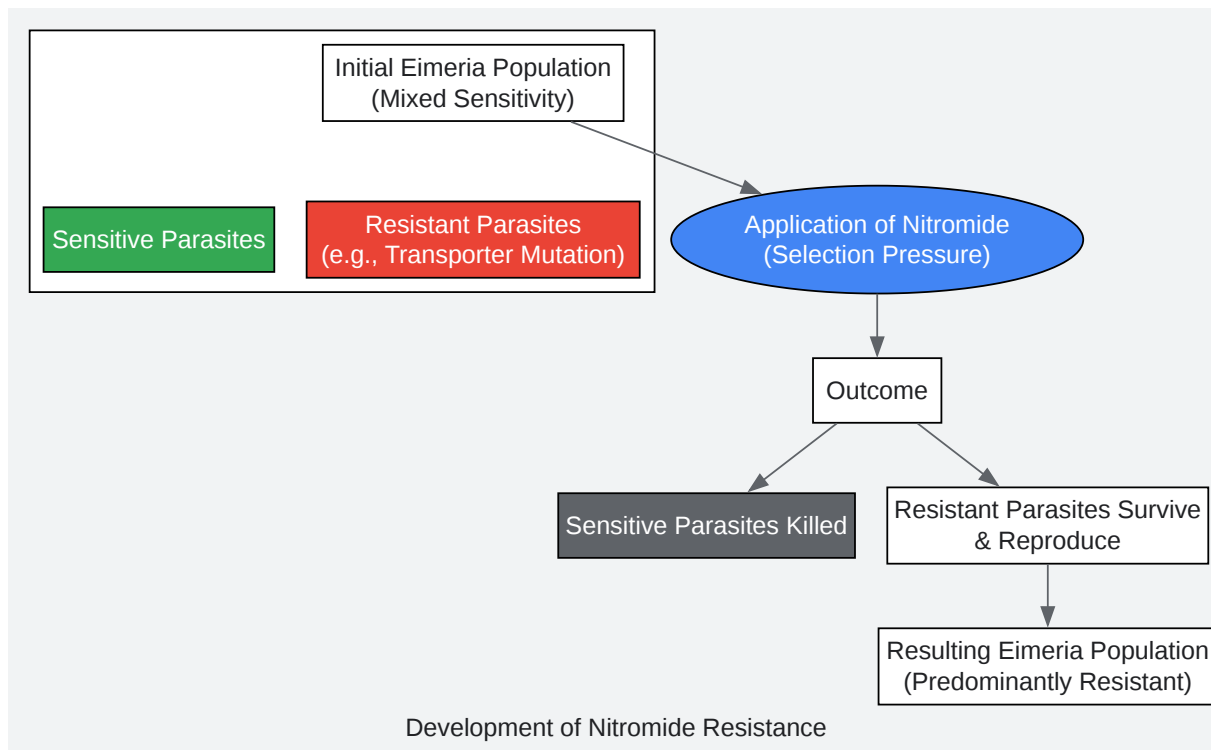 Initial Eimeria Population
(Mixed Sensitivity)
Sensitive Parasites
Resistant Parasites
(e.g., Transporter Mutation)
Application of Nitromide
(Selection Pressure)
Outcome
Sensitive Parasites Killed
Resistant Parasites Survive
& Reproduce
Resulting Eimeria Population
(Predominantly Resistant)
Development of Nitromide Resistance